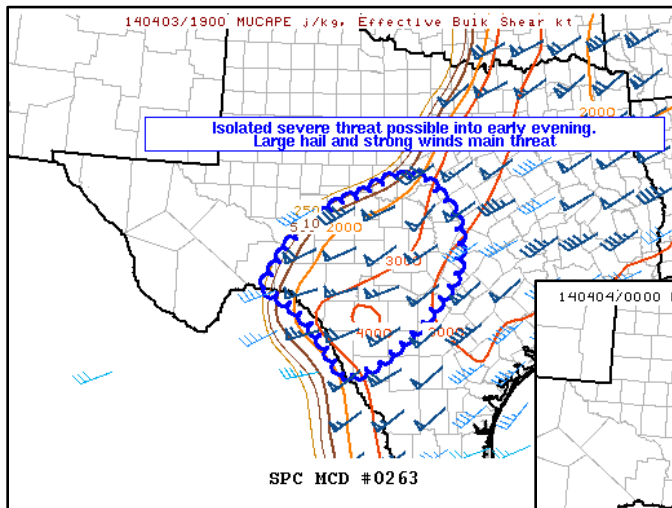 140403/1900 MUCAPE j/kg, Effective Bulk Shear kt
2000
Isolated severe threat possible into early evening.
Large hail and strong winds main threat
250
2000
3000
4000
3000
140404/0000
SPC MCD #0263